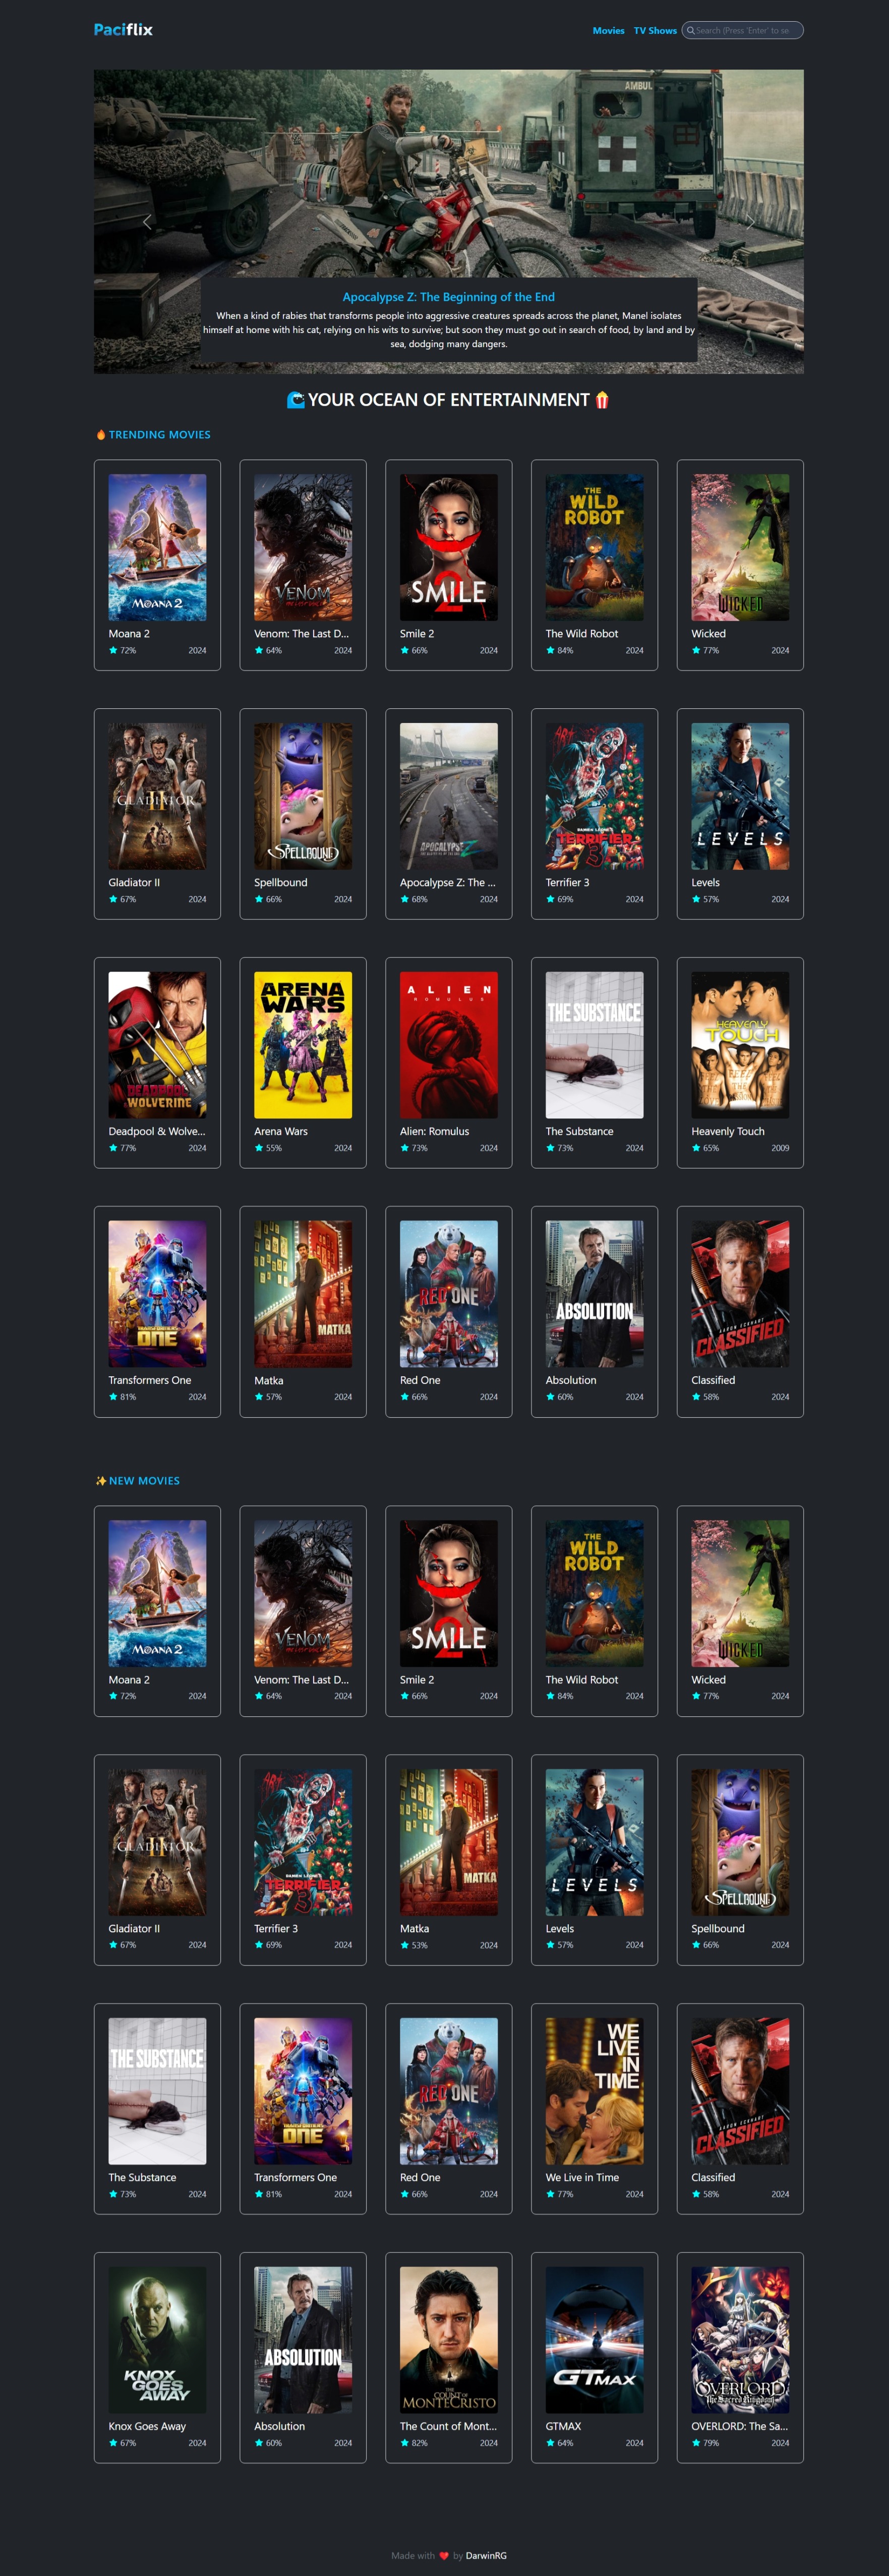 Paciflix
Movies TV Shows Search (Press 'Enter' to se
AMBUL
Apocalypse Z: The Beginning of the End
When a kind of rabies that transforms people into aggressive creatures spreads across the planet, Manel isolates
himself at home with his cat, relying on his wits to survive; but soon they must go out in search of food, by land and by
sea, dodging many dangers.
🌊 YOUR OCEAN OF ENTERTAINMENT 🍿
🔥 TRENDING MOVIES
MOANA 2
VENOM
SMILE 2
THE WILD ROBOT
WICKED
Moana 2
72% 2024
Venom: The Last D...
64% 2024
Smile 2
66% 2024
The Wild Robot
84% 2024
Wicked
77% 2024
GLADIATOR II
SPELLBOUND
APOCALYPSE Z
ART
DAMIEN LEONE'S
TERRIFIER 3
LEVELS
Gladiator II
67% 2024
Spellbound
66% 2024
Apocalypse Z: The ...
68% 2024
Terrifier 3
69% 2024
Levels
57% 2024
DEADPOOL & WOLVERINE
ARENA WARS
ALIEN
ROMULUS
THE SUBSTANCE
HEAVENLY TOUCH
Deadpool & Wolve...
77% 2024
Arena Wars
55% 2024
Alien: Romulus
73% 2024
The Substance
73% 2024
Heavenly Touch
65% 2009
TRANSFORMERS ONE
MATKA
RED ONE
ABSOLUTION
AARON ECKHART
CLASSIFIED
Transformers One
81% 2024
Matka
57% 2024
Red One
66% 2024
Absolution
60% 2024
Classified
58% 2024
✨ NEW MOVIES
MOANA 2
VENOM
SMILE 2
THE WILD ROBOT
WICKED
Moana 2
72% 2024
Venom: The Last D...
64% 2024
Smile 2
66% 2024
The Wild Robot
84% 2024
Wicked
77% 2024
GLADIATOR II
ART
DAMIEN LEONE'S
TERRIFIER 3
MATKA
LEVELS
SPELLBOUND
Gladiator II
67% 2024
Terrifier 3
69% 2024
Matka
53% 2024
Levels
57% 2024
Spellbound
66% 2024
THE SUBSTANCE
TRANSFORMERS ONE
RED ONE
WE LIVE IN TIME
AARON ECKHART
CLASSIFIED
The Substance
73% 2024
Transformers One
81% 2024
Red One
66% 2024
We Live in Time
77% 2024
Classified
58% 2024
KNOX GOES AWAY
ABSOLUTION
THE COUNT OF MONTE CRISTO
GTMAX
OVERLORD
The Sacred Kingdom
Knox Goes Away
67% 2024
Absolution
60% 2024
The Count of Mont...
82% 2024
GTMAX
64% 2024
OVERLORD: The Sa...
79% 2024
Made with ❤️ by DarwinRG